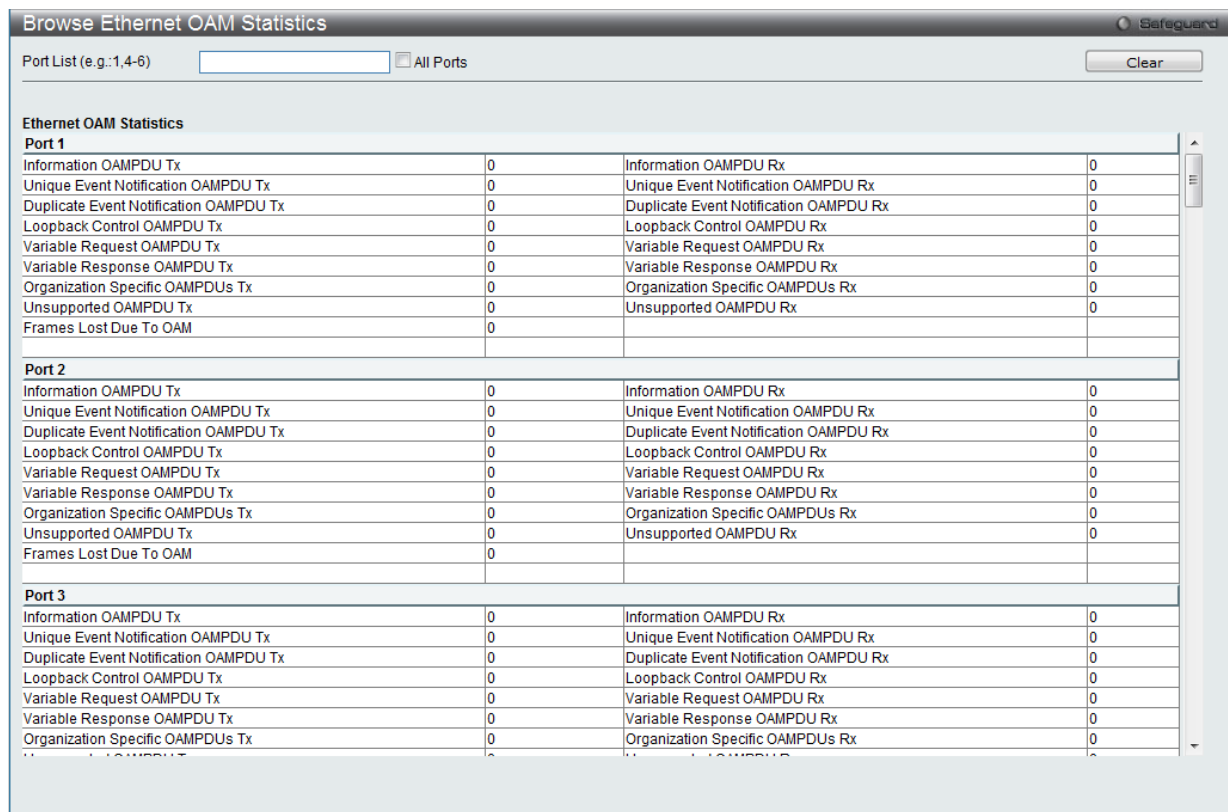 Browse Ethernet OAM Statistics
Safeguard
Port List (e.g.:1,4-6)
All Ports
Clear
Ethernet OAM Statistics
Port 1
Information OAMPDU Tx 0 Information OAMPDU Rx 0
Unique Event Notification OAMPDU Tx 0 Unique Event Notification OAMPDU Rx 0
Duplicate Event Notification OAMPDU Tx 0 Duplicate Event Notification OAMPDU Rx 0
Loopback Control OAMPDU Tx 0 Loopback Control OAMPDU Rx 0
Variable Request OAMPDU Tx 0 Variable Request OAMPDU Rx 0
Variable Response OAMPDU Tx 0 Variable Response OAMPDU Rx 0
Organization Specific OAMPDUs Tx 0 Organization Specific OAMPDUs Rx 0
Unsupported OAMPDU Tx 0 Unsupported OAMPDU Rx 0
Frames Lost Due To OAM 0
Port 2
Information OAMPDU Tx 0 Information OAMPDU Rx 0
Unique Event Notification OAMPDU Tx 0 Unique Event Notification OAMPDU Rx 0
Duplicate Event Notification OAMPDU Tx 0 Duplicate Event Notification OAMPDU Rx 0
Loopback Control OAMPDU Tx 0 Loopback Control OAMPDU Rx 0
Variable Request OAMPDU Tx 0 Variable Request OAMPDU Rx 0
Variable Response OAMPDU Tx 0 Variable Response OAMPDU Rx 0
Organization Specific OAMPDUs Tx 0 Organization Specific OAMPDUs Rx 0
Unsupported OAMPDU Tx 0 Unsupported OAMPDU Rx 0
Frames Lost Due To OAM 0
Port 3
Information OAMPDU Tx 0 Information OAMPDU Rx 0
Unique Event Notification OAMPDU Tx 0 Unique Event Notification OAMPDU Rx 0
Duplicate Event Notification OAMPDU Tx 0 Duplicate Event Notification OAMPDU Rx 0
Loopback Control OAMPDU Tx 0 Loopback Control OAMPDU Rx 0
Variable Request OAMPDU Tx 0 Variable Request OAMPDU Rx 0
Variable Response OAMPDU Tx 0 Variable Response OAMPDU Rx 0
Organization Specific OAMPDUs Tx 0 Organization Specific OAMPDUs Rx 0